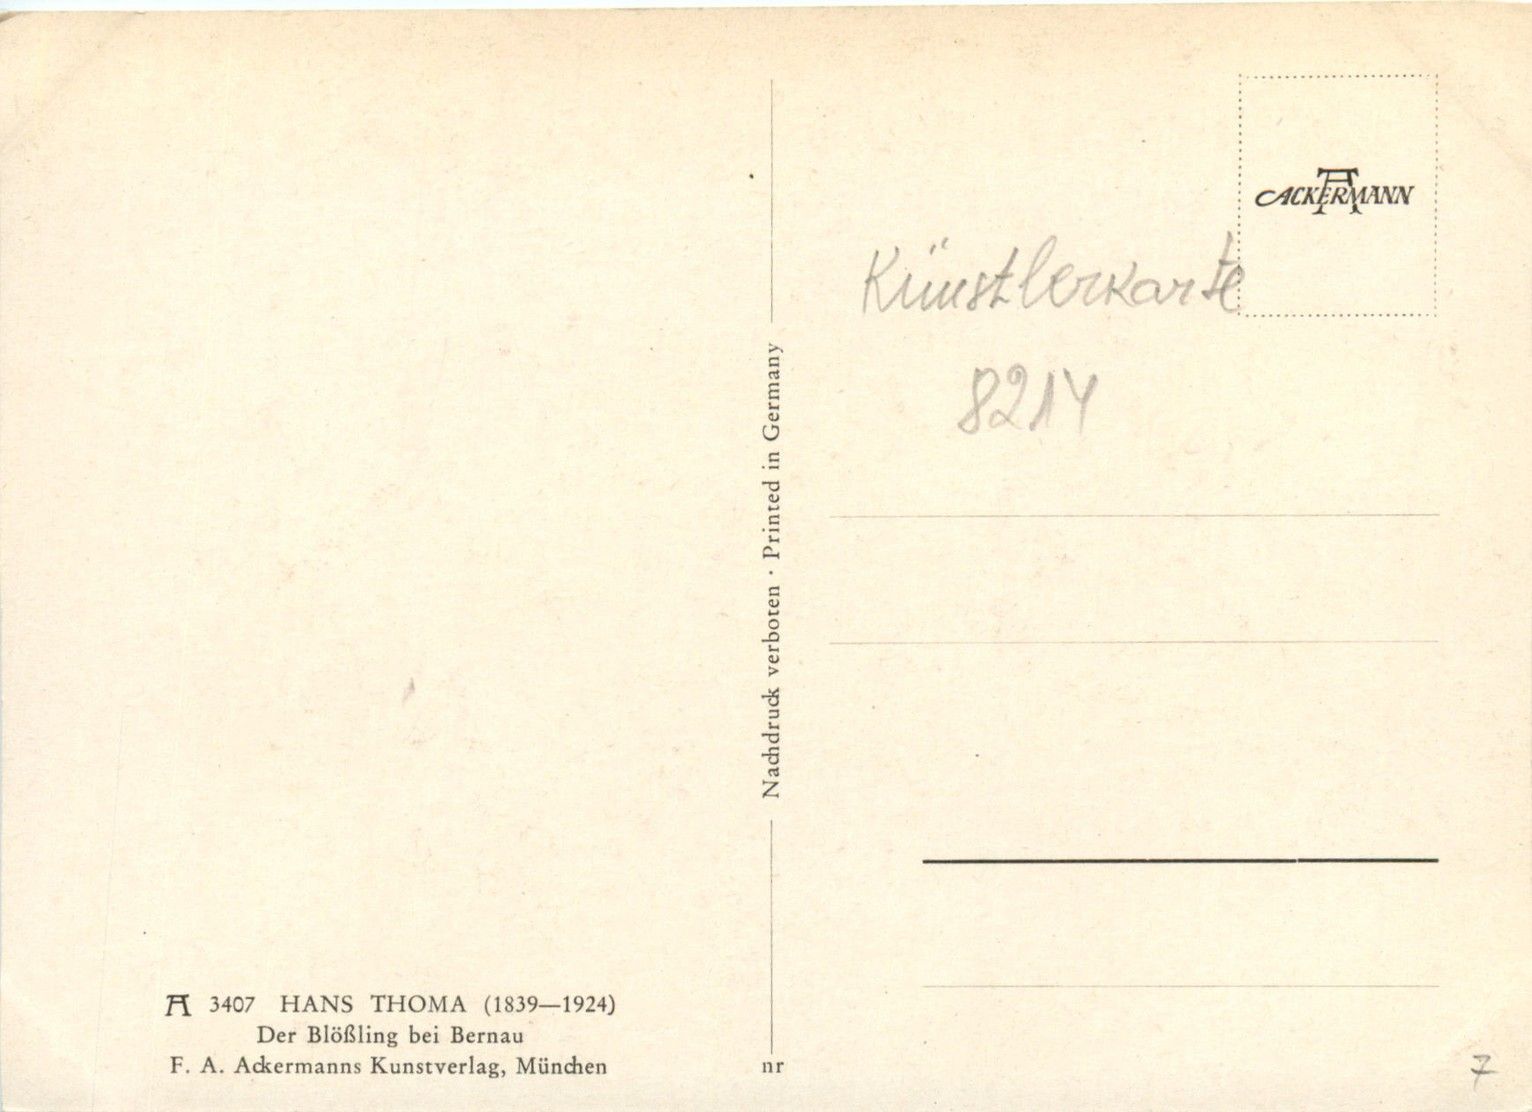 ACKERMANN
Künstlerkarte
8214
Nachdruck verboten · Printed in Germany
3407 HANS THOMA (1839—1924)
Der Blößling bei Bernau
F. A. Ackermanns Kunstverlag, München
nr
7